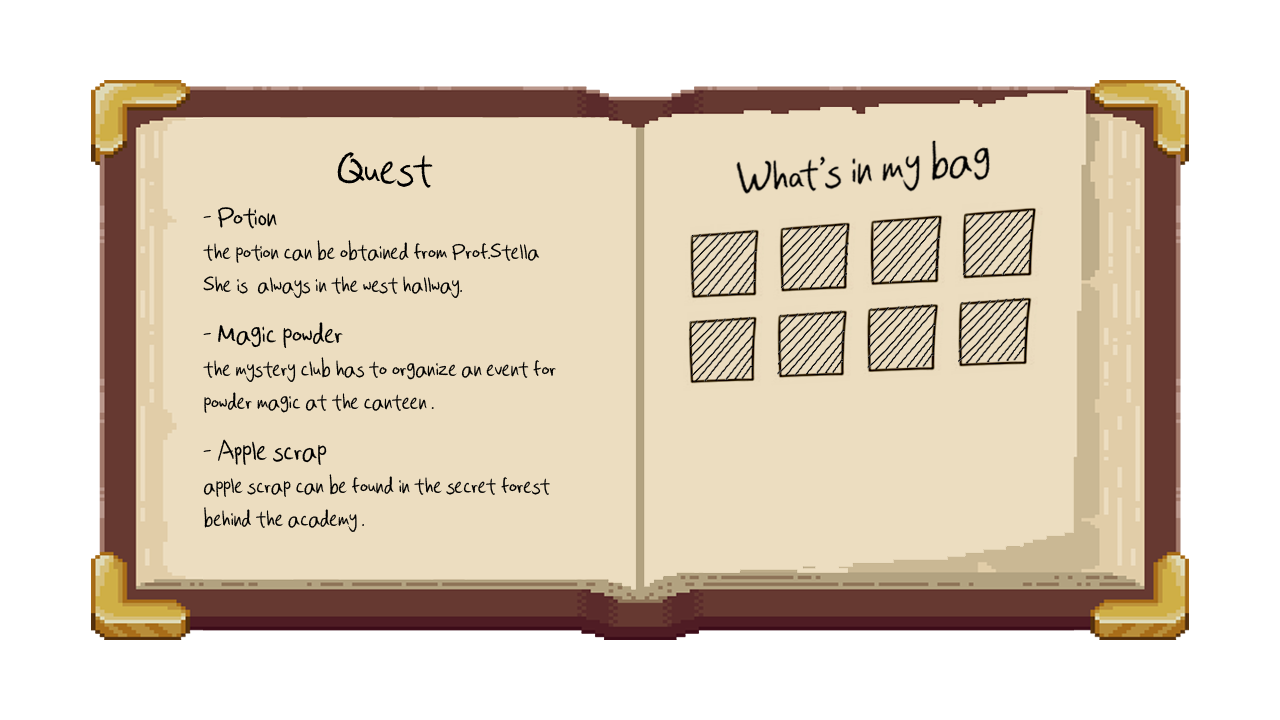 Quest
- Potion
the potion can be obtained from Prof.Stella
She is always in the west hallway.
- Magic powder
the mystery club has to organize an event for
powder magic at the canteen.
- Apple scrap
apple scrap can be found in the secret forest
behind the academy.
What's in my bag